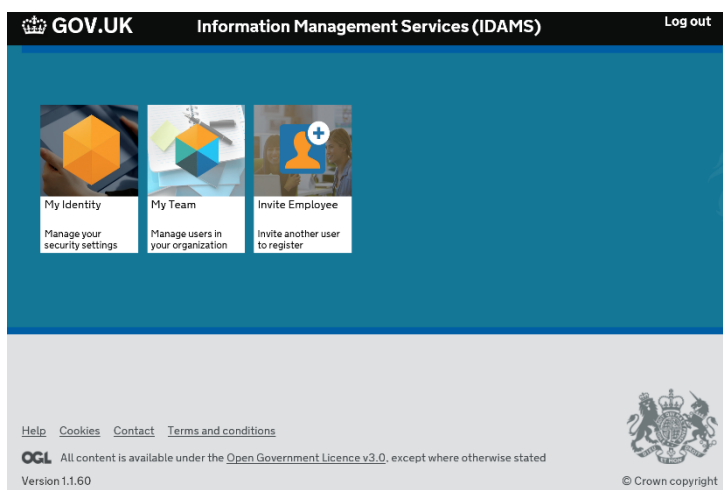 GOV.UK
Information Management Services (IDAMS)
Log out
My Identity
Manage your
security settings
My Team
Manage users in
your organization
Invite Employee
Invite another user
to register
Help Cookies Contact Terms and conditions
OGL All content is available under the Open Government Licence v3.0, except where otherwise stated
Version 1.1.60
© Crown copyright